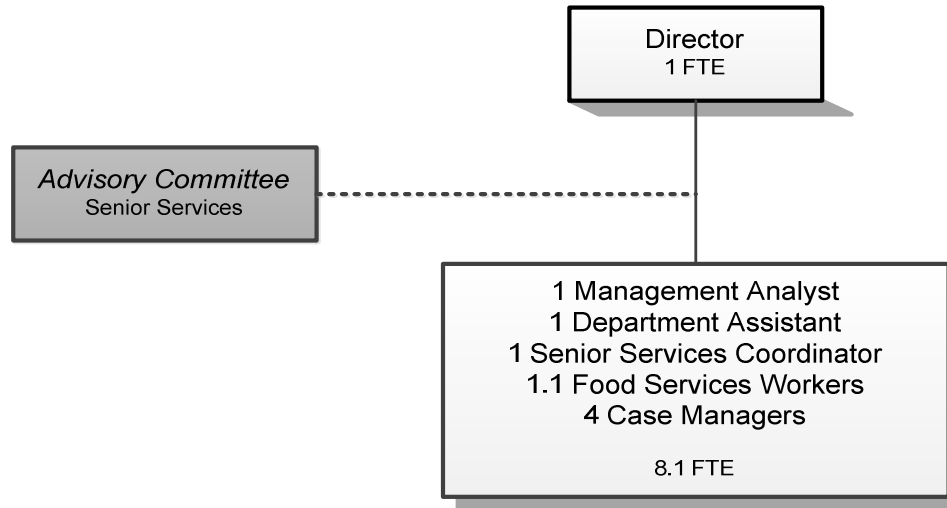 Director
1 FTE
Advisory Committee
Senior Services
1 Management Analyst
1 Department Assistant
1 Senior Services Coordinator
1.1 Food Services Workers
4 Case Managers
8.1 FTE